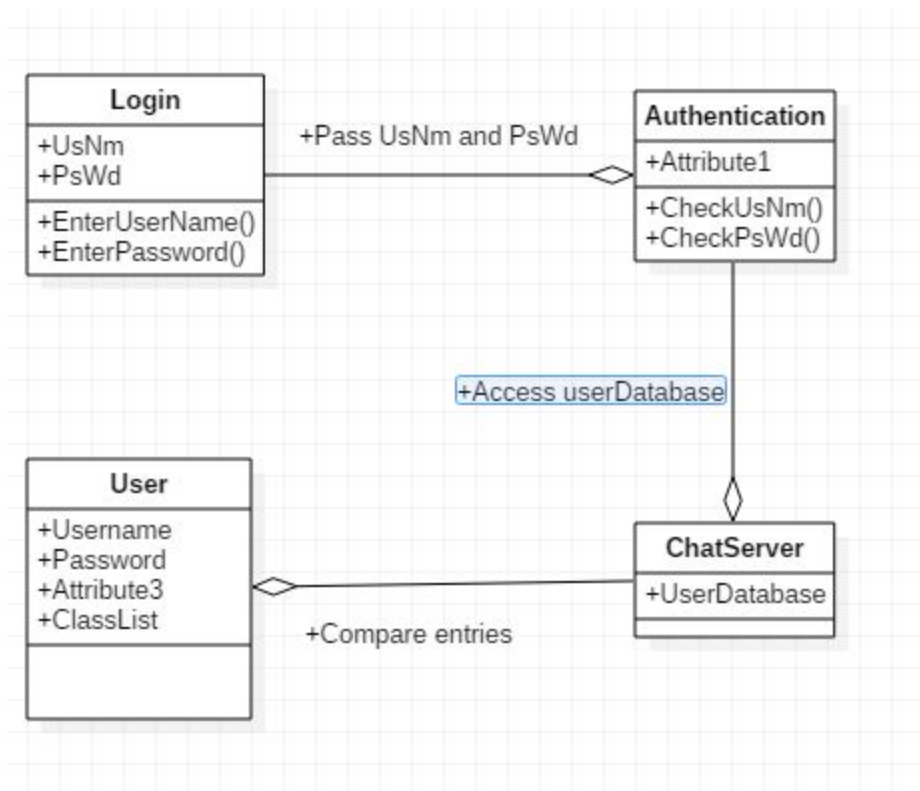 Login
+UsNm
+PsWd
+EnterUserName()
+EnterPassword()
+Pass UsNm and PsWd
Authentication
+Attribute1
+CheckUsNm()
+CheckPsWd()
+Access userDatabase
User
+Username
+Password
+Attribute3
+ClassList
+Compare entries
ChatServer
+UserDatabase